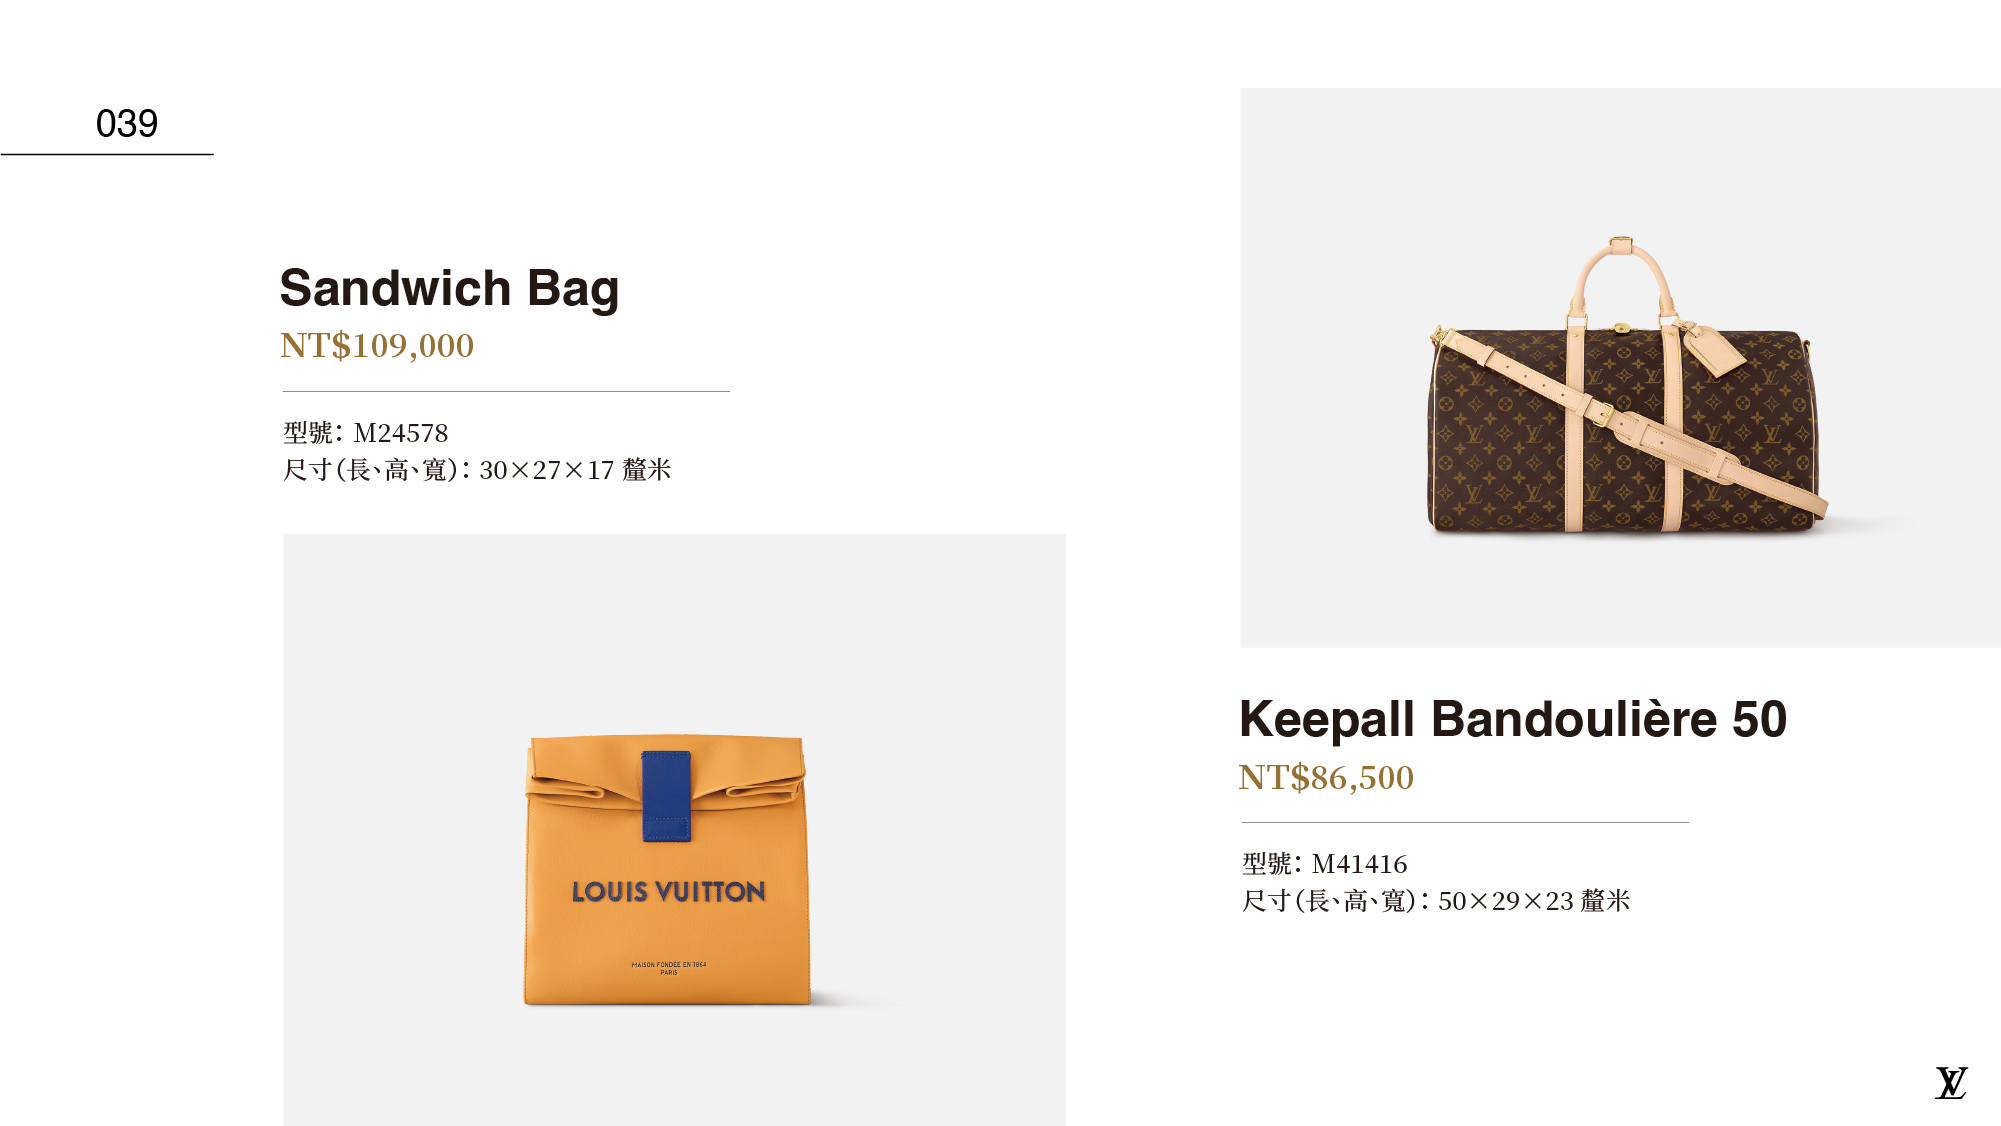 039
Sandwich Bag
NT$109,000
型號：M24578
尺寸（長、高、寬）：30×27×17 釐米
LOUIS VUITTON
MAISON FONDÉE EN 1854
PARIS
Keepall Bandoulière 50
NT$86,500
型號：M41416
尺寸（長、高、寬）：50×29×23 釐米
LV